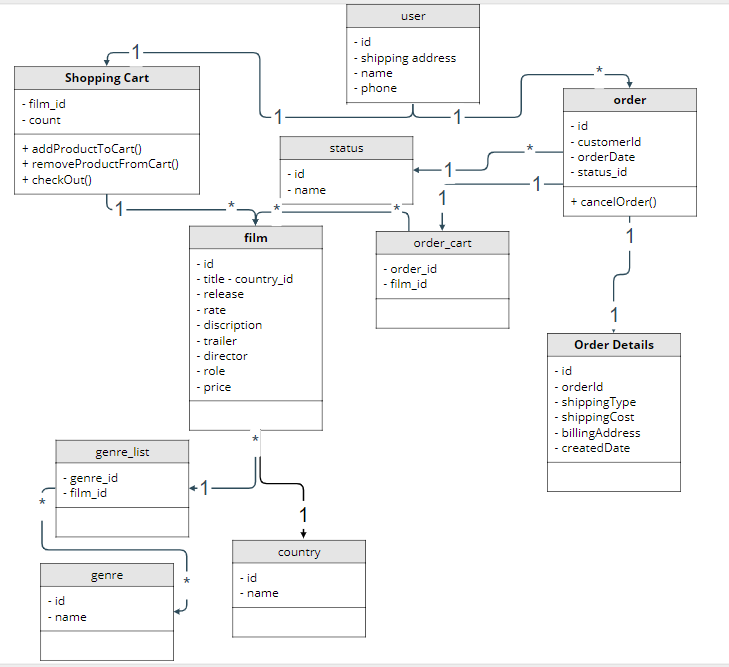 user
- id
- shipping address
- name
- phone
1
1
1
*
Shopping Cart
- film_id
- count
+ addProductToCart()
+ removeProductFromCart()
+ checkOut()
order
- id
- customerId
- orderDate
- status_id
+ cancelOrder()
status
- id
- name
*
1
1
1
1
*
*
*
film
- id
- title - country_id
- release
- rate
- discription
- trailer
- director
- role
- price
order_cart
- order_id
- film_id
1
1
Order Details
- id
- orderId
- shippingType
- shippingCost
- billingAddress
- createdDate
*
genre_list
- genre_id
- film_id
1
*
1
*
country
- id
- name
genre
- id
- name